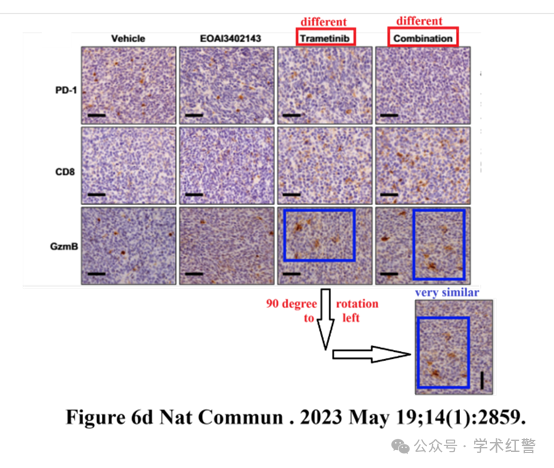 different different
Vehicle EOAI3402143 Trametinib Combination
PD-1
CD8
GzmB
very similar
90 degree rotation
to left
Figure 6d Nat Commun . 2023 May 19;14(1):2859.
公众号 · 学术红警